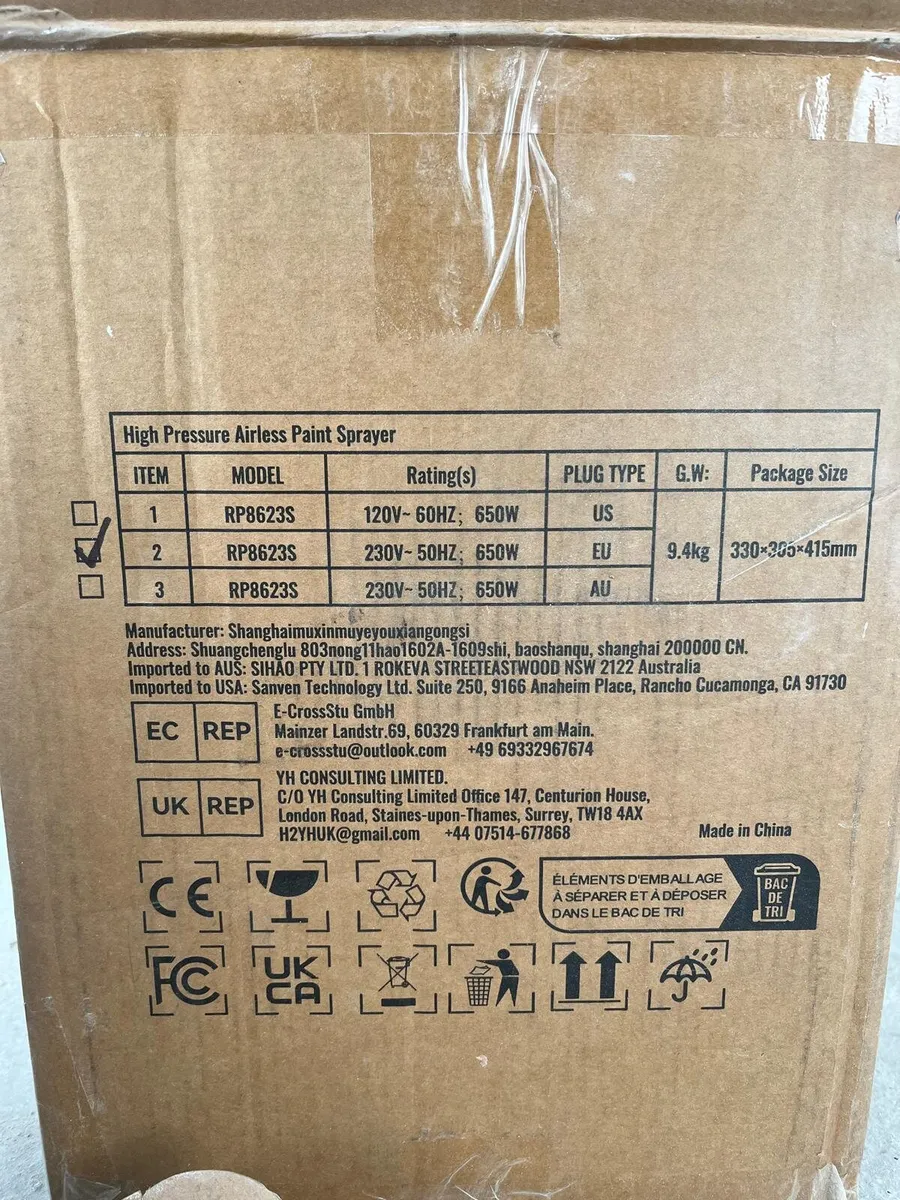 High Pressure Airless Paint Sprayer
ITEM MODEL Rating(s) PLUG TYPE G.W: Package Size
1 RP8623S 120V~ 60HZ; 650W US
2 RP8623S 230V~ 50HZ; 650W EU 9.4kg 330×305×415mm
3 RP8623S 230V~ 50HZ; 650W AU
Manufacturer: Shanghaimuxinmuyeyouxiangongsi
Address: Shuangchenglu 803nong11hao1602A-1609shi, baoshanqu, shanghai 200000 CN.
Imported to AUS: SIHAO PTY LTD. 1 ROKEVA STREETEASTWOOD NSW 2122 Australia
Imported to USA: Sanven Technology Ltd. Suite 250, 9166 Anaheim Place, Rancho Cucamonga, CA 91730
EC REP
E-CrossStu GmbH
Mainzer Landstr.69, 60329 Frankfurt am Main.
e-crossstu@outlook.com +49 69332967674
UK REP
YH CONSULTING LIMITED.
C/O YH Consulting Limited Office 147, Centurion House,
London Road, Staines-upon-Thames, Surrey, TW18 4AX
H2YHUK@gmail.com +44 07514-677868
Made in China
CE
ÉLÉMENTS D'EMBALLAGE
À SÉPARER ET À DÉPOSER
DANS LE BAC DE TRI
BAC
DE
TRI
FC
UK
CA